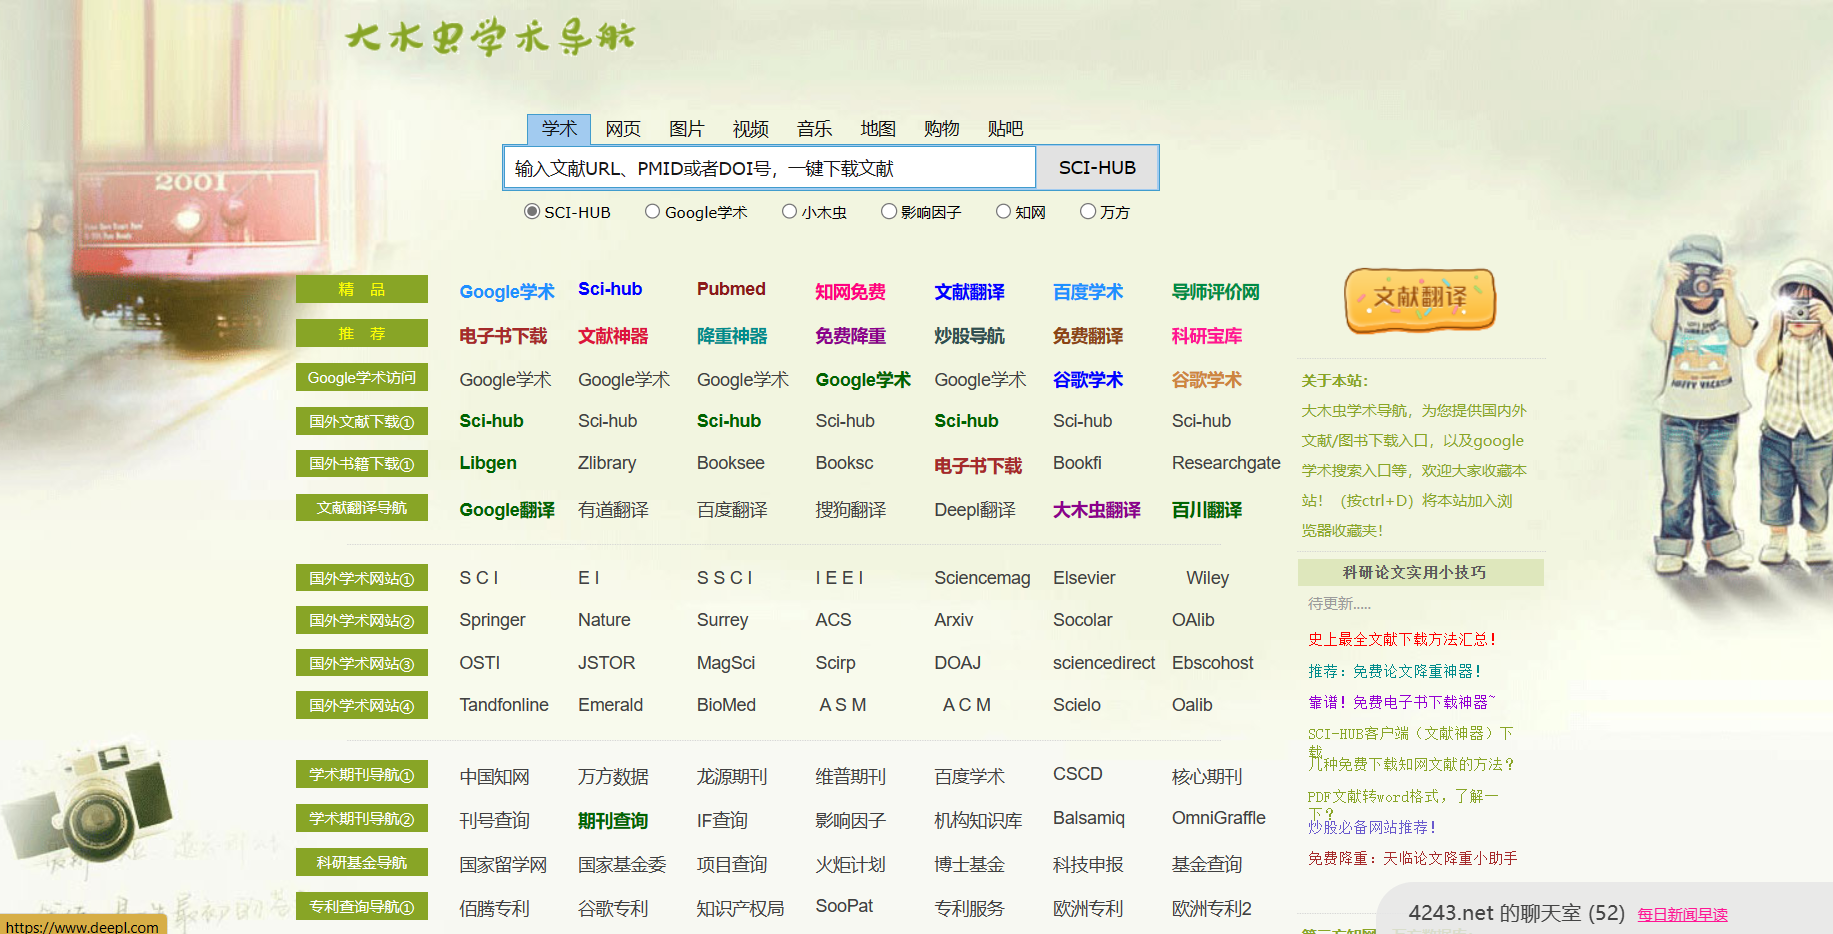 大木虫学术导航
学术 网页 图片 视频 音乐 地图 购物 贴吧
输入文献URL、PMID或者DOI号，一键下载文献 SCI-HUB
SCI-HUB Google学术 小木虫 影响因子 知网 万方
2001
精 品 Google学术 Sci-hub Pubmed 知网免费 文献翻译 百度学术 导师评价网
推 荐 电子书下载 文献神器 降重神器 免费降重 炒股导航 免费翻译 科研宝库
Google学术访问 Google学术 Google学术 Google学术 Google学术 Google学术 谷歌学术 谷歌学术
国外文献下载① Sci-hub Sci-hub Sci-hub Sci-hub Sci-hub Sci-hub Sci-hub
国外书籍下载① Libgen Zlibrary Booksee Booksc 电子书下载 Bookfi Researchgate
文献翻译导航 Google翻译 有道翻译 百度翻译 搜狗翻译 Deepl翻译 大木虫翻译 百川翻译
国外学术网站① S C I E I S S C I I E E I Sciencemag Elsevier Wiley
国外学术网站② Springer Nature Surrey ACS Arxiv Socolar OAlib
国外学术网站③ OSTI JSTOR MagSci Scirp DOAJ sciencedirect Ebscohost
国外学术网站④ Tandfonline Emerald BioMed A S M A C M Scielo Oalib
学术期刊导航① 中国知网 万方数据 龙源期刊 维普期刊 百度学术 CSCD 核心期刊
学术期刊导航② 刊号查询 期刊查询 IF查询 影响因子 机构知识库 Balsamiq OmniGraffle
科研基金导航 国家留学网 国家基金委 项目查询 火炬计划 博士基金 科技申报 基金查询
专利查询导航① 佰腾专利 谷歌专利 知识产权局 SooPat 专利服务 欧洲专利 欧洲专利2
文献翻译
关于本站：
大木虫学术导航，为您提供国内外
文献/图书下载入口，以及google
学术搜索入口等，欢迎大家收藏本
站！（按ctrl+D）将本站加入浏
览器收藏夹！
科研论文实用小技巧
待更新.....
史上最全文献下载方法汇总！
推荐：免费论文降重神器！
靠谱！免费电子书下载神器~
SCI-HUB客户端（文献神器）下
载
几种免费下载知网文献的方法？
PDF文献转word格式，了解一
下？
炒股必备网站推荐！
免费降重：天临论文降重小助手
4243.net 的聊天室 (52) 每日新闻早读
https://www.deepl.com